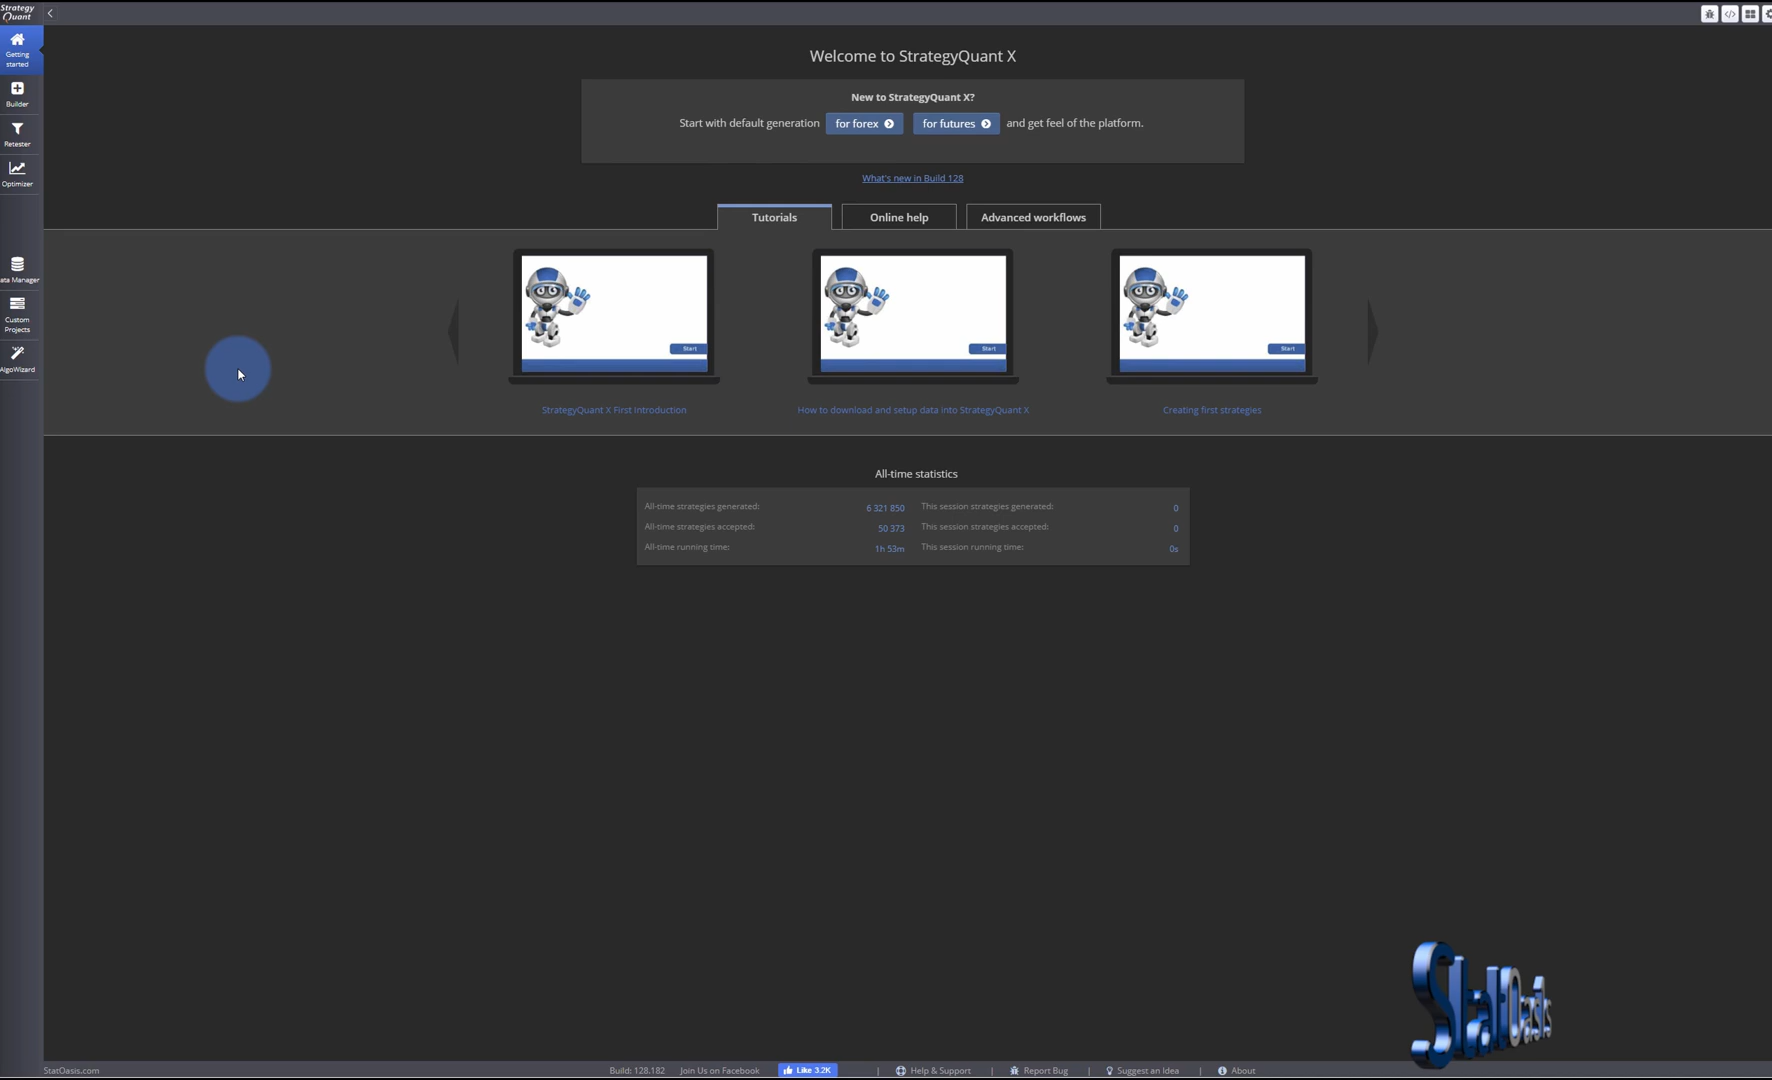 Strategy
Quant
Getting
started
Builder
Retester
Optimizer
ata Manager
Custom
Projects
AlgoWizard
Welcome to StrategyQuant X
New to StrategyQuant X?
Start with default generation for forex for futures and get feel of the platform.
What's new in Build 128
Tutorials Online help Advanced workflows
Start Start Start
StrategyQuant X First Introduction How to download and setup data into StrategyQuant X Creating first strategies
All-time statistics
All-time strategies generated: 6 321 850 This session strategies generated: 0
All-time strategies accepted: 50 373 This session strategies accepted: 0
All-time running time: 1h 53m This session running time: 0s
StatOasis
StatOasis.com Build: 128.182 Join Us on Facebook Like 3.2K | Help & Support | Report Bug | Suggest an Idea | About